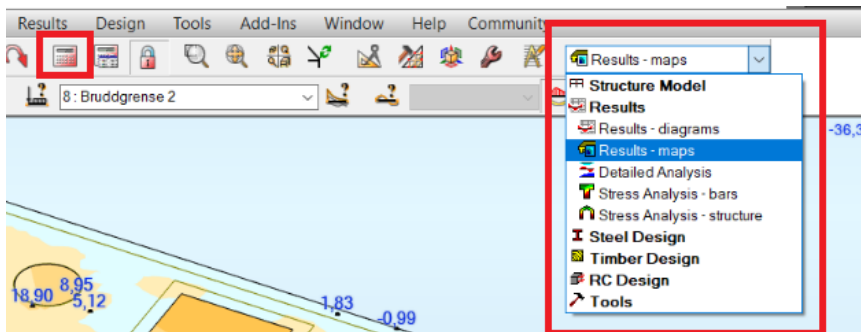 Results Design Tools Add-Ins Window Help Community
Results - maps
8 : Bruddgrense 2
Structure Model
Results
Results - diagrams
-36,3
Results - maps
Detailed Analysis
Stress Analysis - bars
Stress Analysis - structure
Steel Design
Timber Design
RC Design
Tools
8,95
18,90
5,12
1,83
-0,99